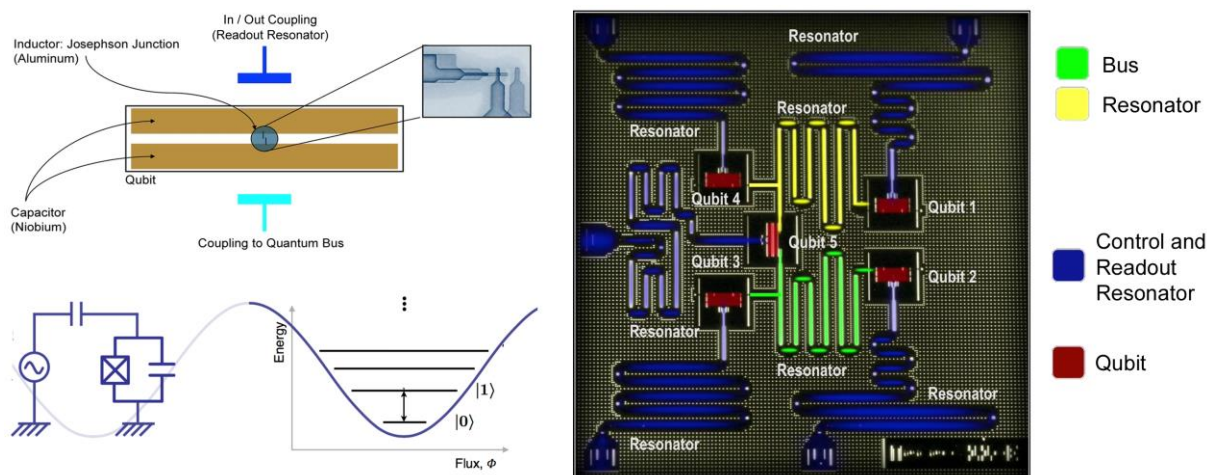 In / Out Coupling
(Readout Resonator)
Inductor: Josephson Junction
(Aluminum)
Qubit
Capacitor
(Niobium)
Coupling to Quantum Bus
Energy
|1⟩
|0⟩
Flux, Φ
Resonator
Resonator
Resonator
Resonator
Qubit 4
Qubit 1
Qubit 5
Qubit 3
Qubit 2
Resonator
Resonator
Resonator
Resonator
Bus
Resonator
Control and
Readout
Resonator
Qubit